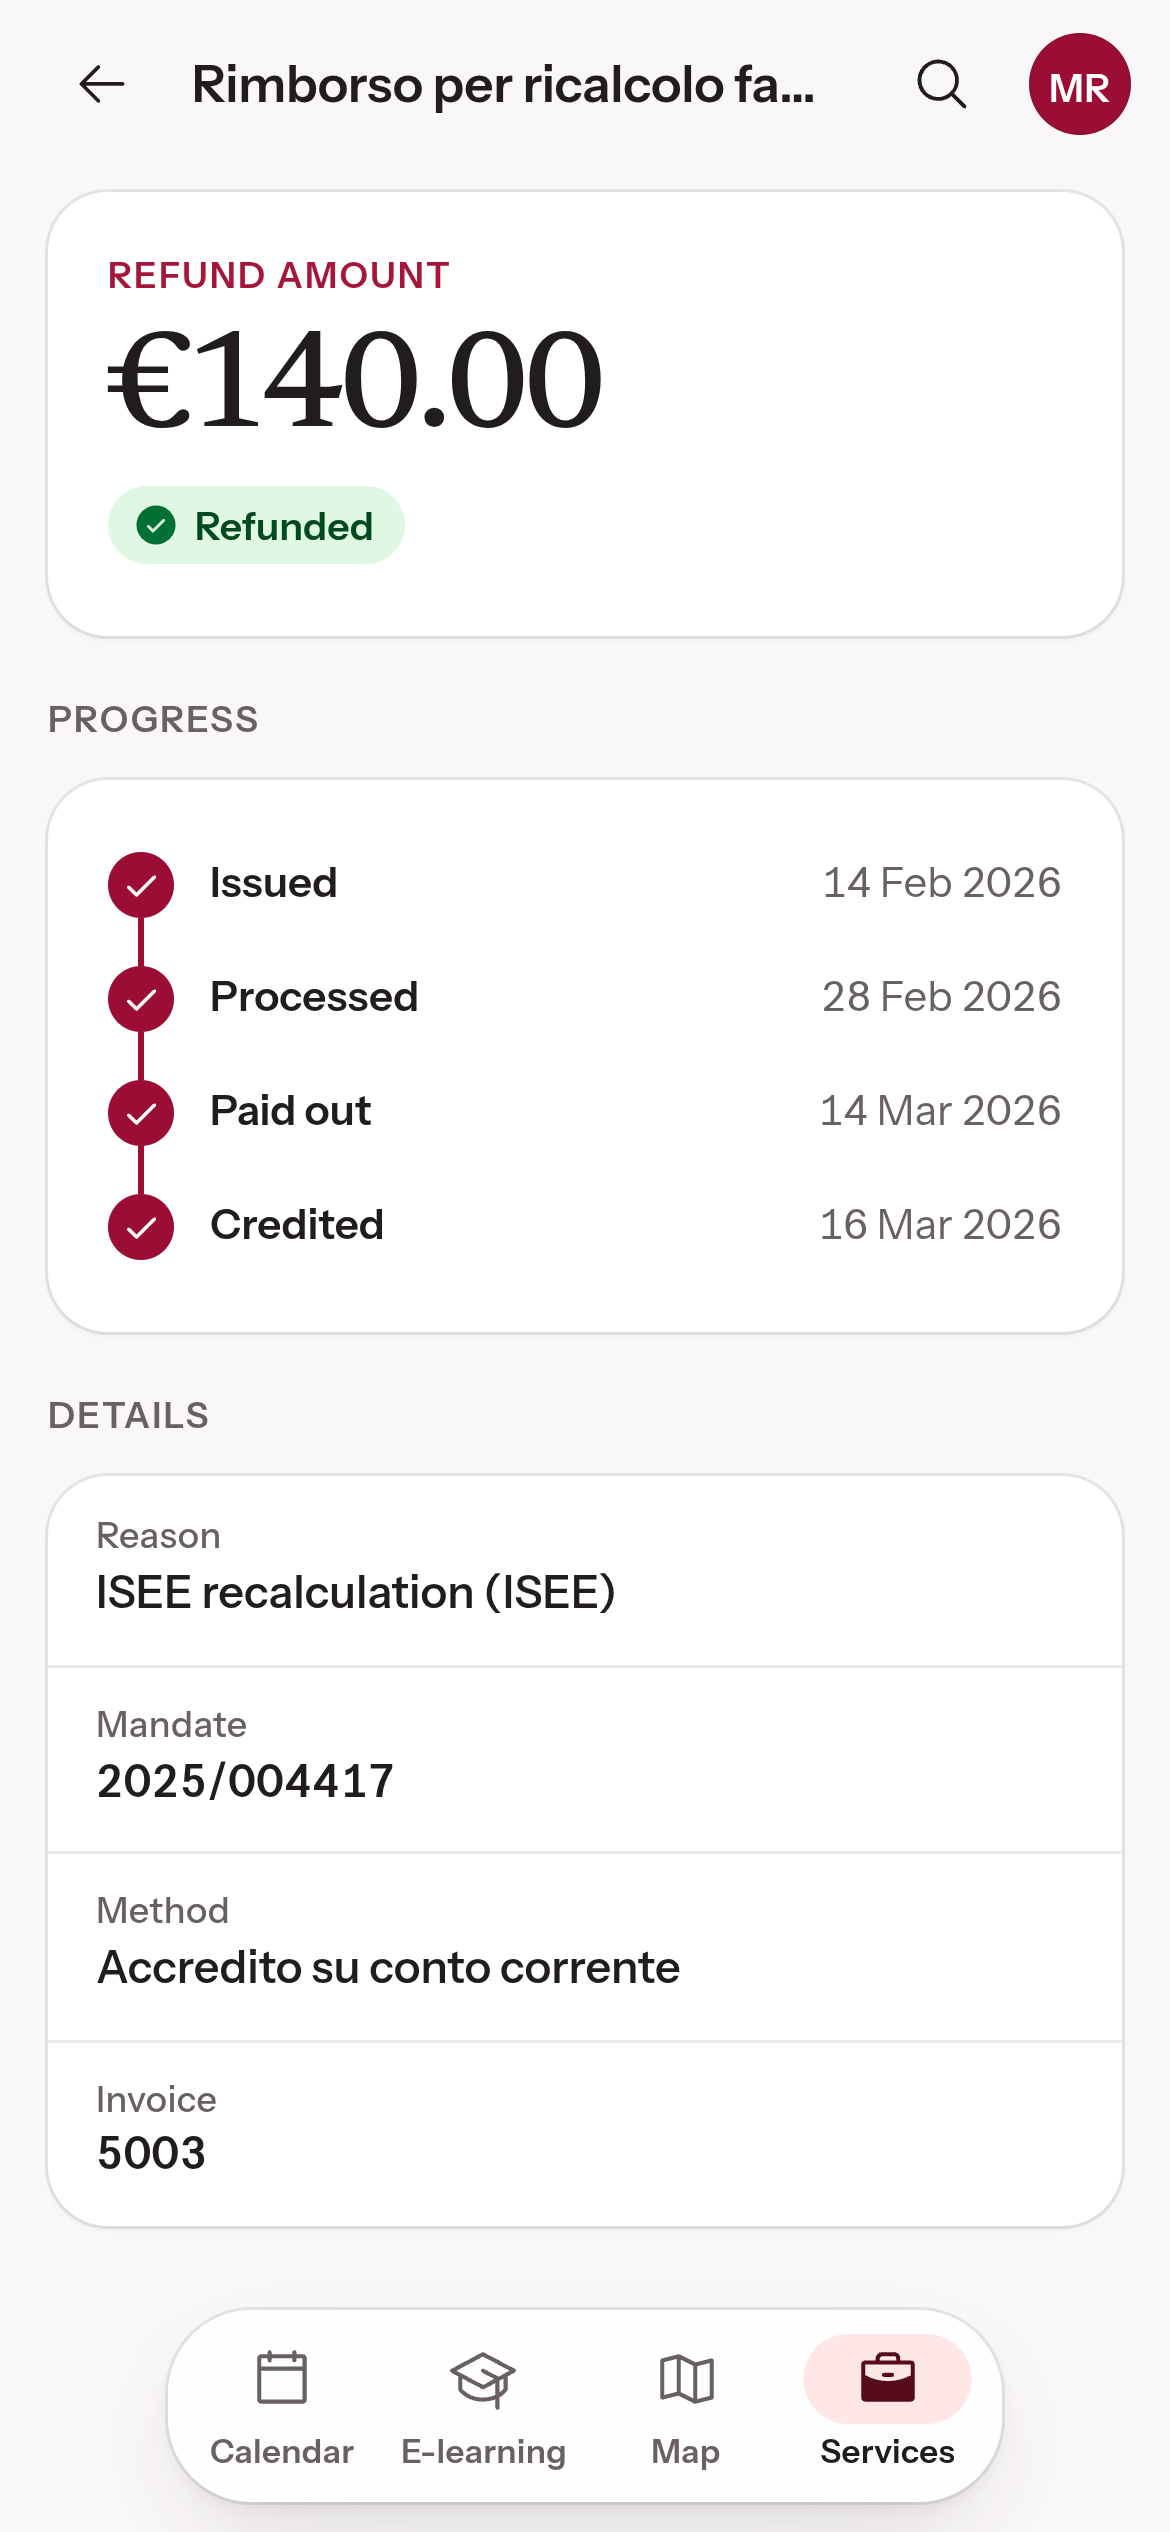 Rimborso per ricalcolo fa...
MR
REFUND AMOUNT
€140.00
Refunded
PROGRESS
Issued 14 Feb 2026
Processed 28 Feb 2026
Paid out 14 Mar 2026
Credited 16 Mar 2026
DETAILS
Reason
ISEE recalculation (ISEE)
Mandate
2025/004417
Method
Accredito su conto corrente
Invoice
5003
Calendar E-learning Map Services